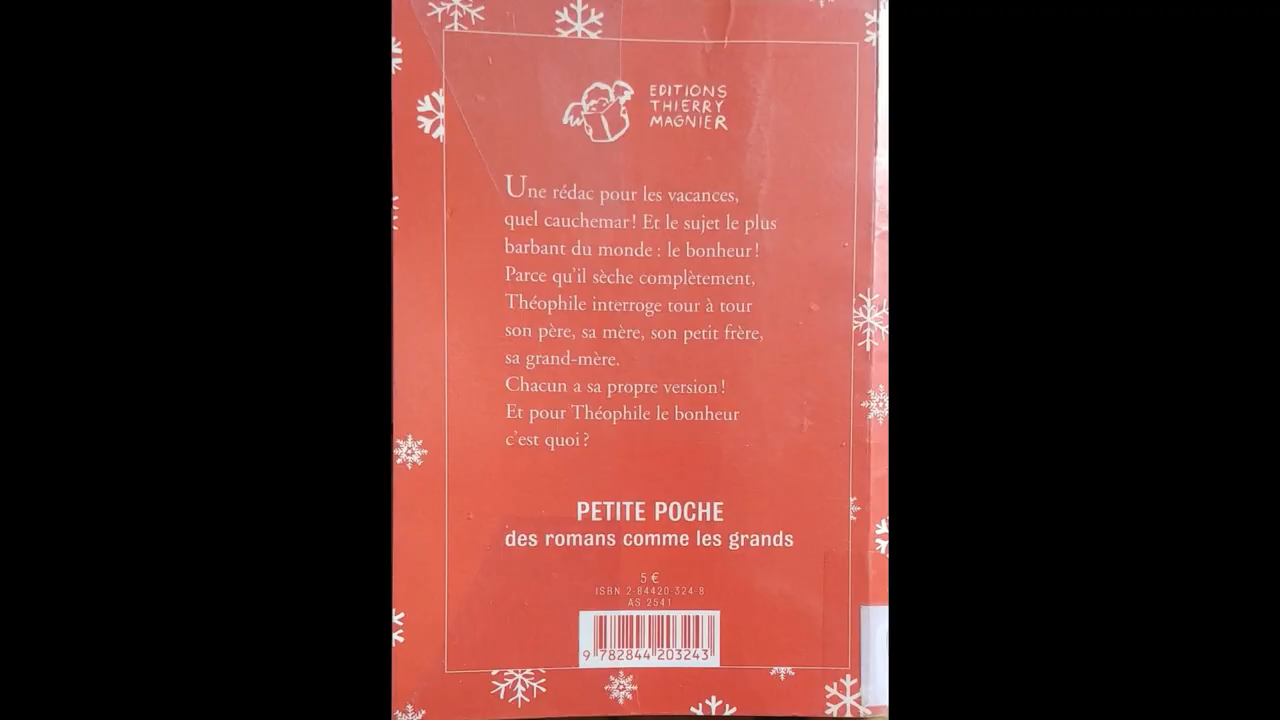 EDITIONS
THIERRY
MAGNIER
Une rédac pour les vacances,
quel cauchemar ! Et le sujet le plus
barbant du monde : le bonheur !
Parce qu'il sèche complètement,
Théophile interroge tour à tour
son père, sa mère, son petit frère,
sa grand-mère.
Chacun a sa propre version !
Et pour Théophile le bonheur
c'est quoi ?
PETITE POCHE
des romans comme les grands
5 €
ISBN 2-84420-324-8
AS 2541
9 782844 203243